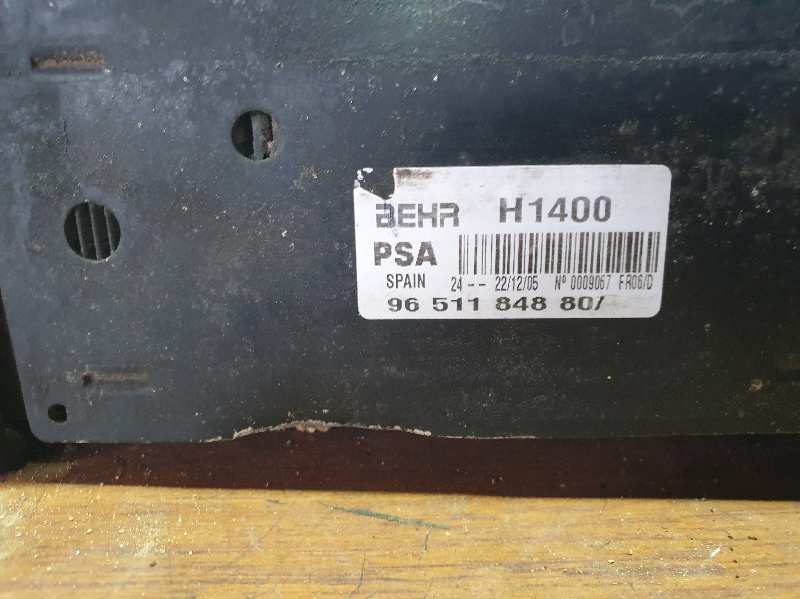 BEHR H1400
PSA
SPAIN 24-- 22/12/05 Nº 0009067 FR06/D
96 511 848 80/